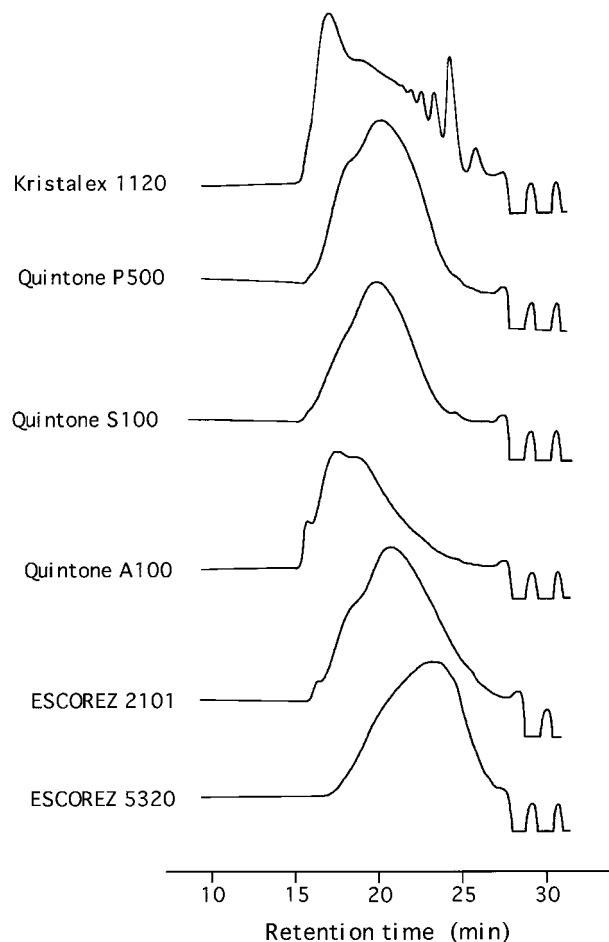 Kristalex 1120
Quintone P500
Quintone S100
Quintone A100
ESCOREZ 2101
ESCOREZ 5320
10 15 20 25 30
Retention time (min)